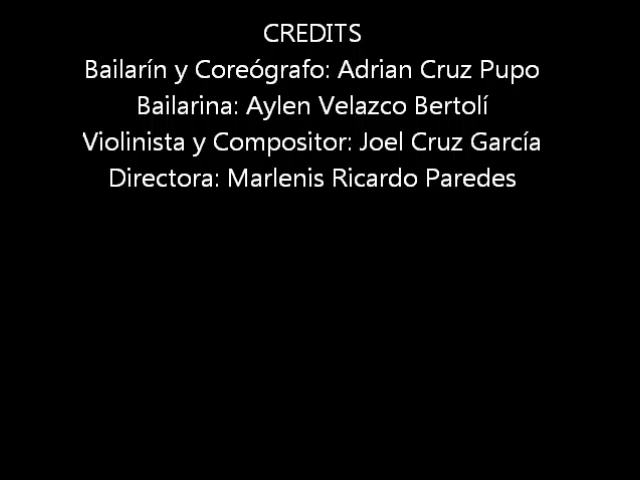 CREDITS
Bailarín y Coreógrafo: Adrian Cruz Pupo
Bailarina: Aylen Velazco Bertolí
Violinista y Compositor: Joel Cruz García
Directora: Marlenis Ricardo Paredes